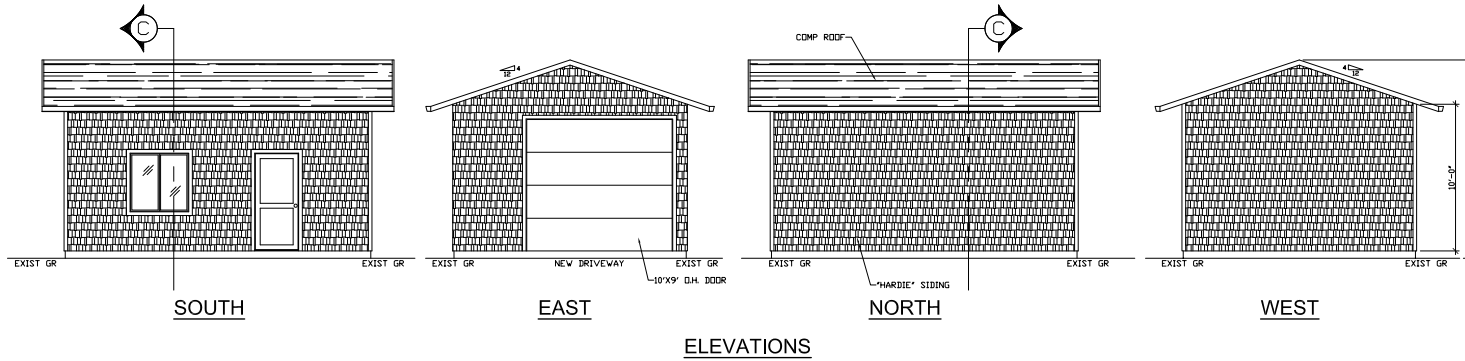 C
C
COMP ROOF
4
12
4
12
10'-0"
EXIST GR
EXIST GR
EXIST GR
NEW DRIVEWAY
EXIST GR
EXIST GR
EXIST GR
EXIST GR
EXIST GR
10'X9' O.H. DOOR
"HARDIE" SIDING
SOUTH
EAST
NORTH
WEST
ELEVATIONS